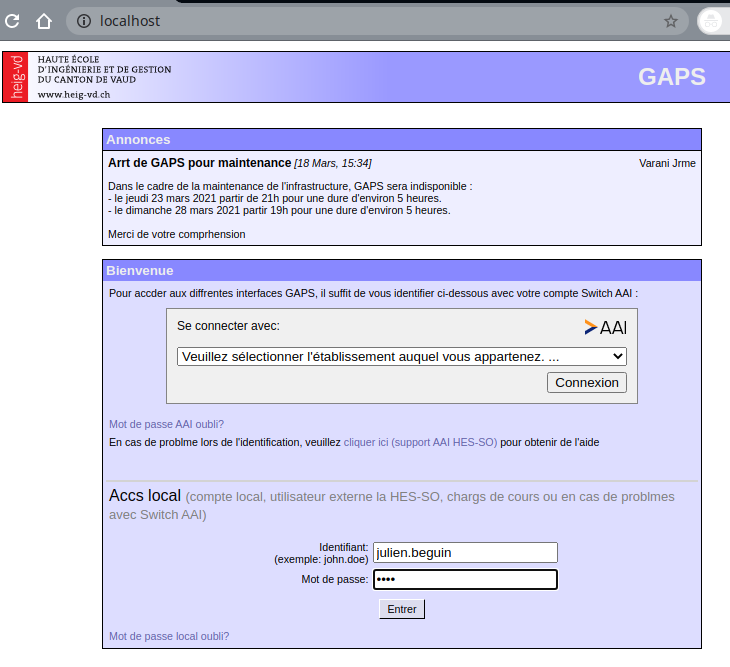 localhost
heig-vd
HAUTE ÉCOLE
D'INGÉNIERIE ET DE GESTION
DU CANTON DE VAUD
www.heig-vd.ch
GAPS
Annonces
Arrt de GAPS pour maintenance [18 Mars, 15:34] Varani Jrme
Dans le cadre de la maintenance de l'infrastructure, GAPS sera indisponible :
- le jeudi 23 mars 2021 partir de 21h pour une dure d'environ 5 heures.
- le dimanche 28 mars 2021 partir 19h pour une dure d'environ 5 heures.
Merci de votre comprhension
Bienvenue
Pour accder aux diffrentes interfaces GAPS, il suffit de vous identifier ci-dessous avec votre compte Switch AAI :
Se connecter avec:
AAI
Veuillez sélectionner l'établissement auquel vous appartenez. ...
Connexion
Mot de passe AAI oubli?
En cas de problme lors de l'identification, veuillez cliquer ici (support AAI HES-SO) pour obtenir de l'aide
Accs local (compte local, utilisateur externe la HES-SO, chargs de cours ou en cas de problmes
avec Switch AAI)
Identifiant:
(exemple: john.doe)
julien.beguin
Mot de passe: ••••
Entrer
Mot de passe local oubli?